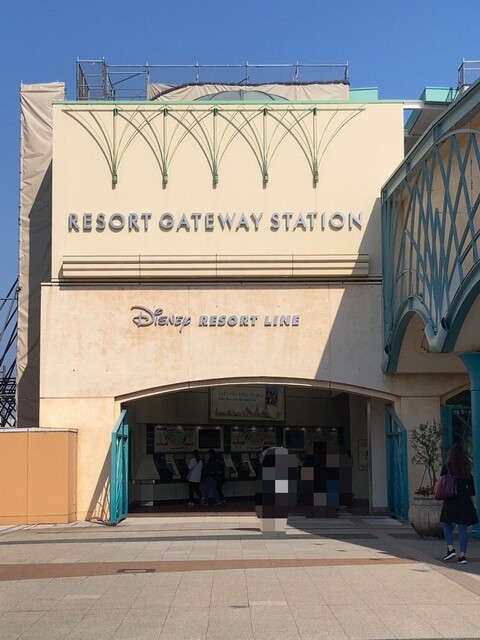 RESORT GATEWAY STATION
Disney RESORT LINE